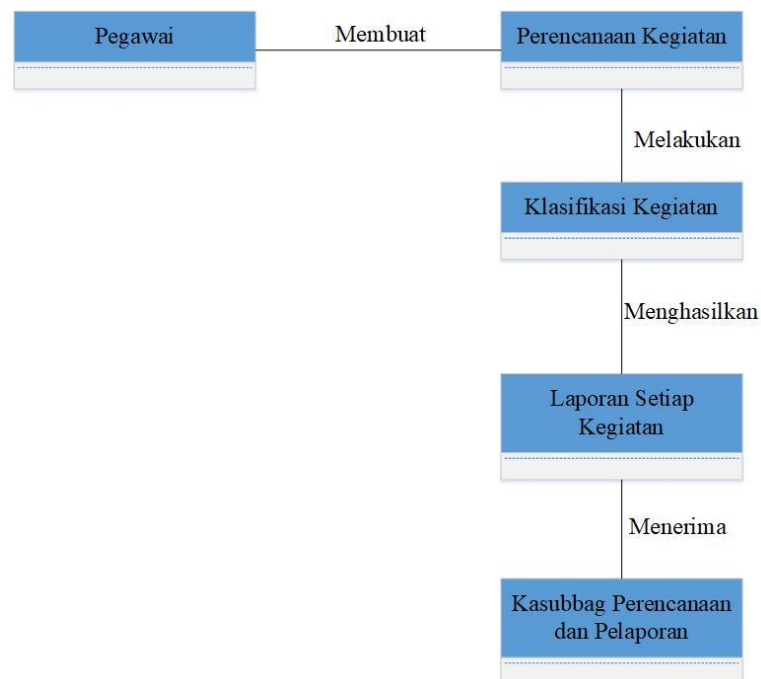 Pegawai
Membuat
Perencanaan Kegiatan
Melakukan
Klasifikasi Kegiatan
Menghasilkan
Laporan Setiap
Kegiatan
Menerima
Kasubbag Perencanaan
dan Pelaporan